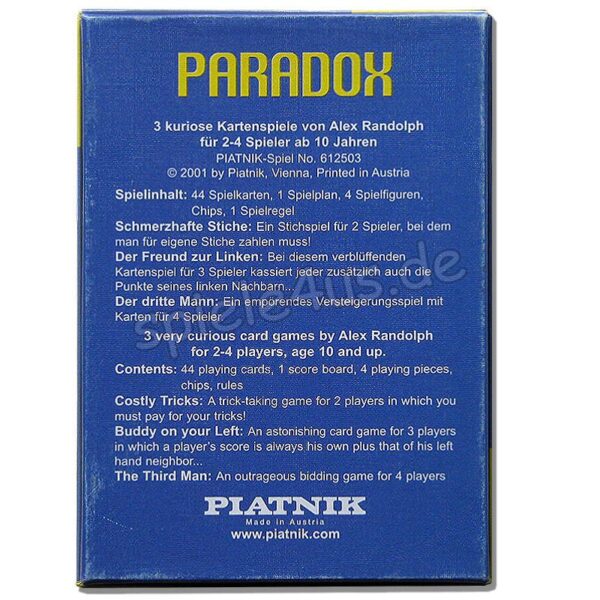 PARADOX
3 kuriose Kartenspiele von Alex Randolph
für 2-4 Spieler ab 10 Jahren
PIATNIK-Spiel No. 612503
© 2001 by Piatnik, Vienna, Printed in Austria
Spielinhalt: 44 Spielkarten, 1 Spielplan, 4 Spielfiguren,
Chips, 1 Spielregel
Schmerzhafte Stiche: Ein Stichspiel für 2 Spieler, bei dem
man für eigene Stiche zahlen muss!
Der Freund zur Linken: Bei diesem verblüffenden
Kartenspiel für 3 Spieler kassiert jeder zusätzlich auch die
Punkte seines linken Nachbarn...
Der dritte Mann: Ein empörendes Versteigerungsspiel mit
Karten für 4 Spieler.
spiele4us.de
3 very curious card games by Alex Randolph
for 2-4 players, age 10 and up.
Contents: 44 playing cards, 1 score board, 4 playing pieces,
chips, rules
Costly Tricks: A trick-taking game for 2 players in which you
must pay for your tricks!
Buddy on your Left: An astonishing card game for 3 players
in which a player's score is always his own plus that of his left
hand neighbor...
The Third Man: An outrageous bidding game for 4 players
PIATNIK
Made in Austria
www.piatnik.com